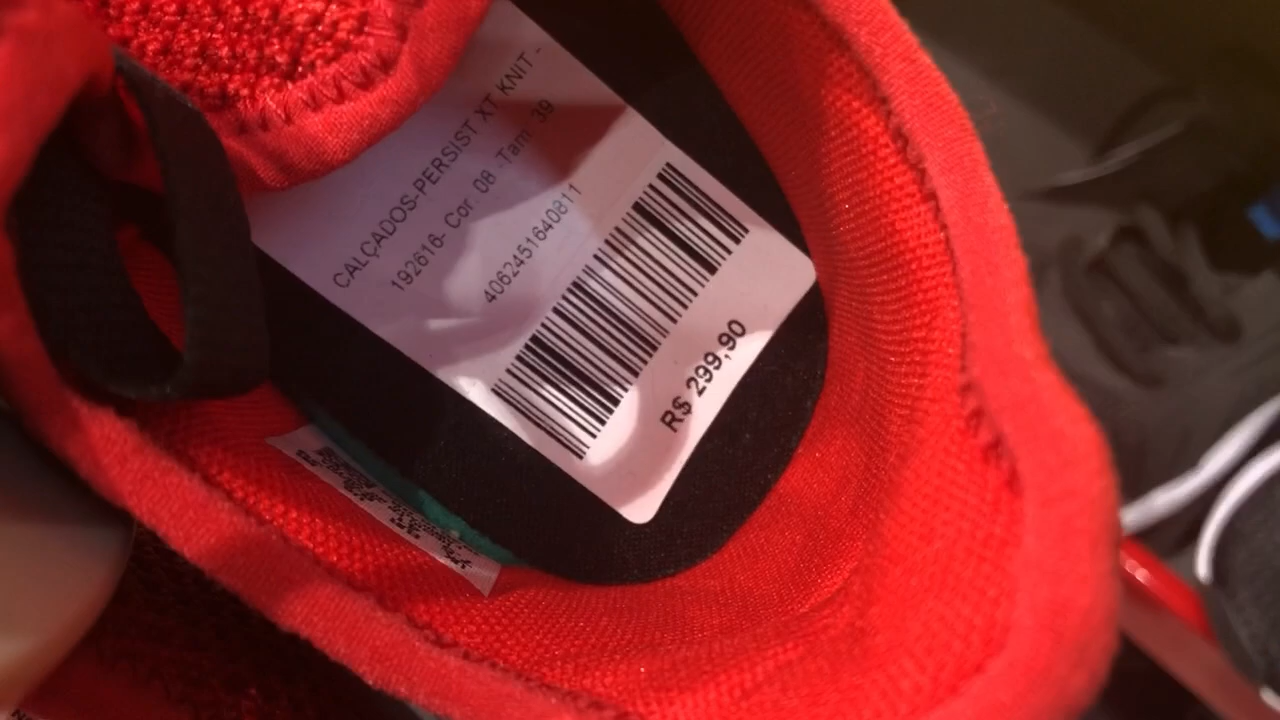 CALÇADOS-PERSIST XT KNIT -
192616- Cor. 08 -Tam. 39
4062451640811
R$ 299,90